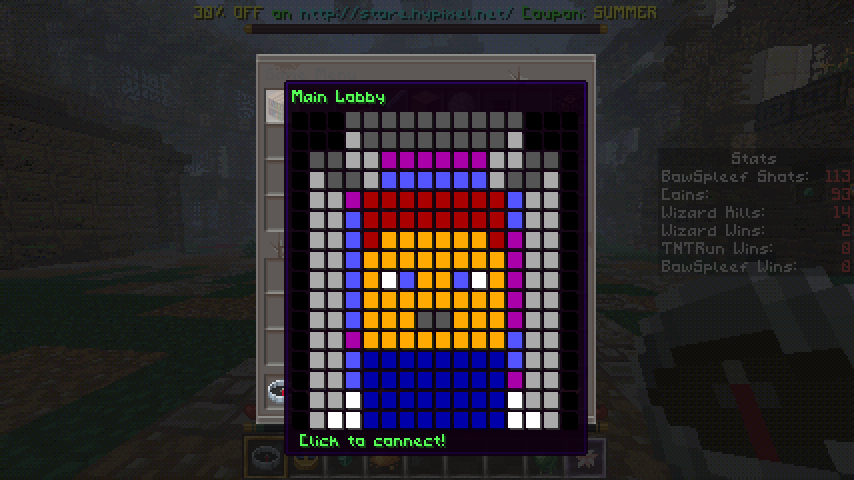 30% OFF on http://store.hypixel.net/ Coupon: SUMMER
Main Lobby
Click to connect!
Stats
BowSpleef Shots: 113
Coins: 93
Wizard Kills: 14
Wizard Wins: 2
TNTRun Wins: 0
BowSpleef Wins: 0